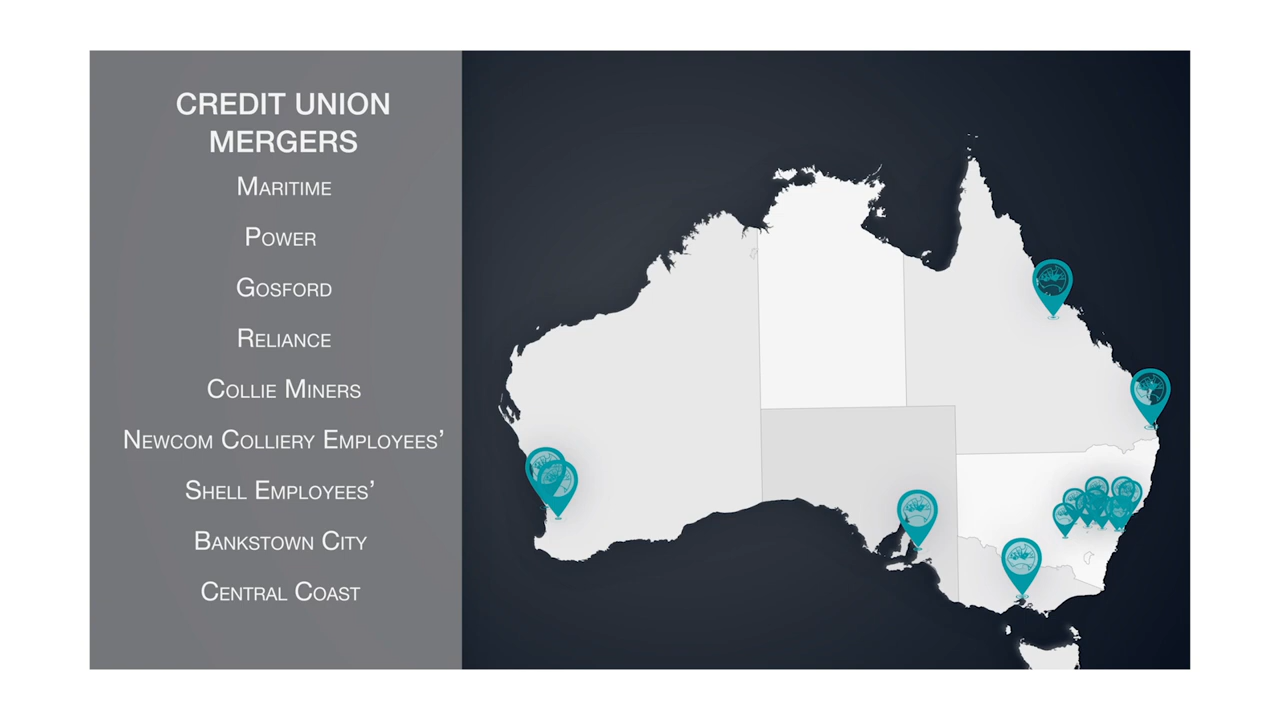 CREDIT UNION
MERGERS
MARITIME
POWER
GOSFORD
RELIANCE
COLLIE MINERS
NEWCOM COLLIERY EMPLOYEES’
SHELL EMPLOYEES’
BANKSTOWN CITY
CENTRAL COAST